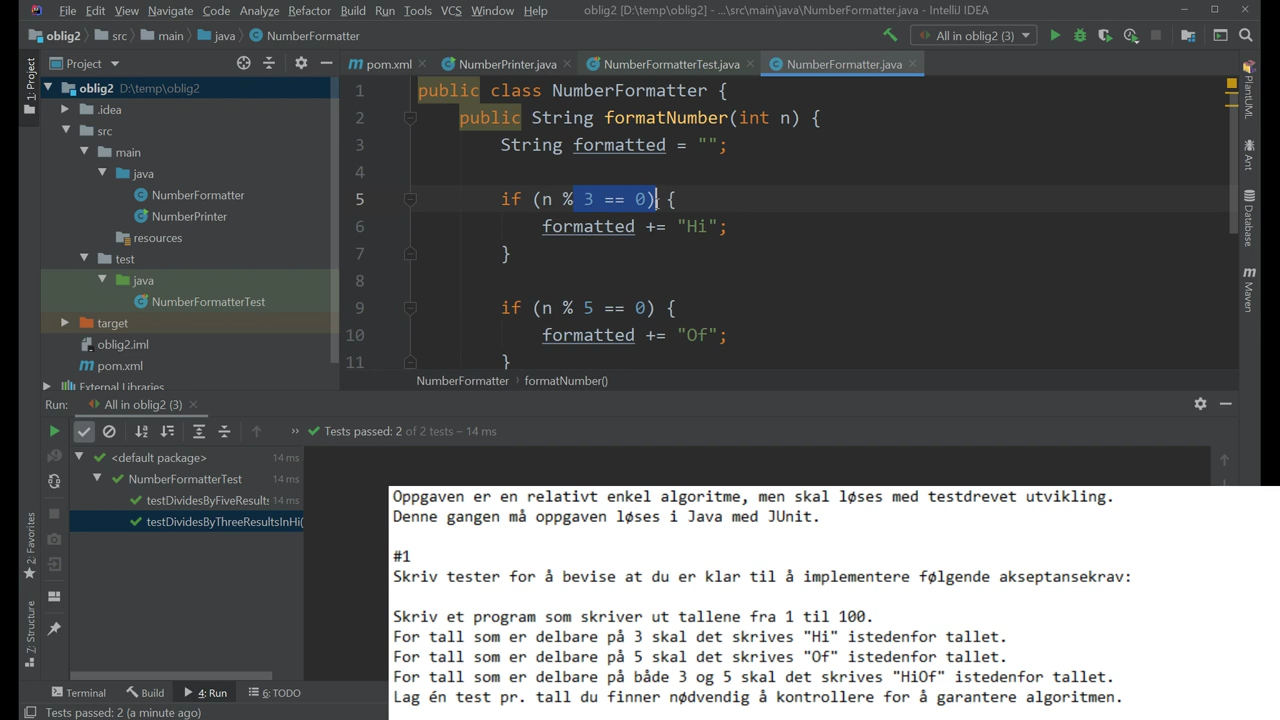 File Edit View Navigate Code Analyze Refactor Build Run Tools VCS Window Help oblig2 [D:\temp\oblig2] - ...\src\main\java\NumberFormatter.java - IntelliJ IDEA
oblig2 src main java NumberFormatter All in oblig2 (3)
1: Project
Project
pom.xml NumberPrinter.java NumberFormatterTest.java NumberFormatter.java
oblig2 D:\temp\oblig2
.idea
src
main
java
NumberFormatter
NumberPrinter
resources
test
java
NumberFormatterTest
target
oblig2.iml
pom.xml
External Libraries
1 public class NumberFormatter {
2 public String formatNumber(int n) {
3 String formatted = "";
4
5 if (n % 3 == 0) {
6 formatted += "Hi";
7 }
8
9 if (n % 5 == 0) {
10 formatted += "Of";
11 }
NumberFormatter › formatNumber()
PlantUML
Ant
Database
Maven
Run: All in oblig2 (3)
» Tests passed: 2 of 2 tests – 14 ms
<default package> 14 ms
NumberFormatterTest 14 ms
testDividesByFiveResults 14 ms
testDividesByThreeResultsInHi(
2: Favorites
7: Structure
Oppgaven er en relativt enkel algoritme, men skal løses med testdrevet utvikling.
Denne gangen må oppgaven løses i Java med JUnit.
#1
Skriv tester for å bevise at du er klar til å implementere følgende akseptansekrav:
Skriv et program som skriver ut tallene fra 1 til 100.
For tall som er delbare på 3 skal det skrives "Hi" istedenfor tallet.
For tall som er delbare på 5 skal det skrives "Of" istedenfor tallet.
For tall som er delbare på både 3 og 5 skal det skrives "HiOf" istedenfor tallet.
Lag én test pr. tall du finner nødvendig å kontrollere for å garantere algoritmen.
Terminal Build 4: Run 6: TODO
Tests passed: 2 (a minute ago)